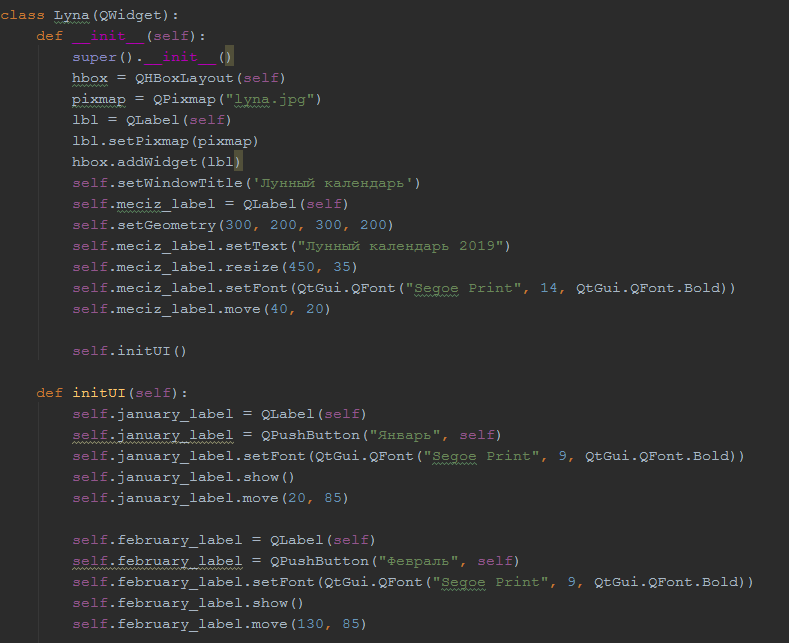 class Lyna(QWidget):
    def __init__(self):
        super().__init__()
        hbox = QHBoxLayout(self)
        pixmap = QPixmap("lyna.jpg")
        lbl = QLabel(self)
        lbl.setPixmap(pixmap)
        hbox.addWidget(lbl)
        self.setWindowTitle('Лунный календарь')
        self.meciz_label = QLabel(self)
        self.setGeometry(300, 200, 300, 200)
        self.meciz_label.setText("Лунный календарь 2019")
        self.meciz_label.resize(450, 35)
        self.meciz_label.setFont(QtGui.QFont("Segoe Print", 14, QtGui.QFont.Bold))
        self.meciz_label.move(40, 20)

        self.initUI()

    def initUI(self):
        self.january_label = QLabel(self)
        self.january_label = QPushButton("Январь", self)
        self.january_label.setFont(QtGui.QFont("Segoe Print", 9, QtGui.QFont.Bold))
        self.january_label.show()
        self.january_label.move(20, 85)

        self.february_label = QLabel(self)
        self.february_label = QPushButton("Февраль", self)
        self.february_label.setFont(QtGui.QFont("Segoe Print", 9, QtGui.QFont.Bold))
        self.february_label.show()
        self.february_label.move(130, 85)